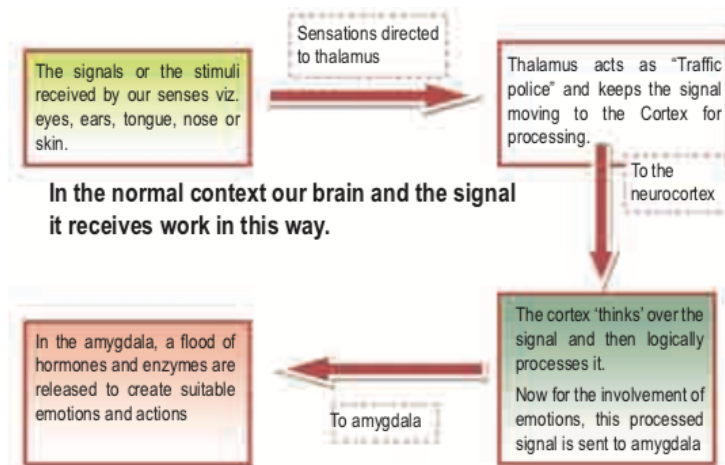 The signals or the stimuli
received by our senses viz.
eyes, ears, tongue, nose or
skin.
Sensations directed
to thalamus
Thalamus acts as “Traffic
police” and keeps the signal
moving to the Cortex for
processing.
To the
neurocortex
In the normal context our brain and the signal
it receives work in this way.
The cortex ‘thinks’ over the
signal and then logically
processes it.
Now for the involvement of
emotions, this processed
signal is sent to amygdala
To amygdala
In the amygdala, a flood of
hormones and enzymes are
released to create suitable
emotions and actions